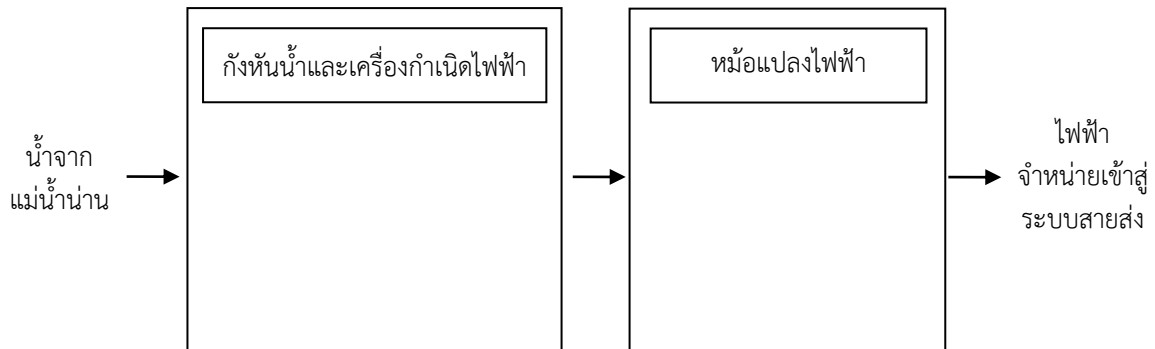 กังหันน้ำและเครื่องกำเนิดไฟฟ้า
หม้อแปลงไฟฟ้า
น้ำจาก
แม่น้ำน่าน
ไฟฟ้า
จำหน่ายเข้าสู่
ระบบสายส่ง